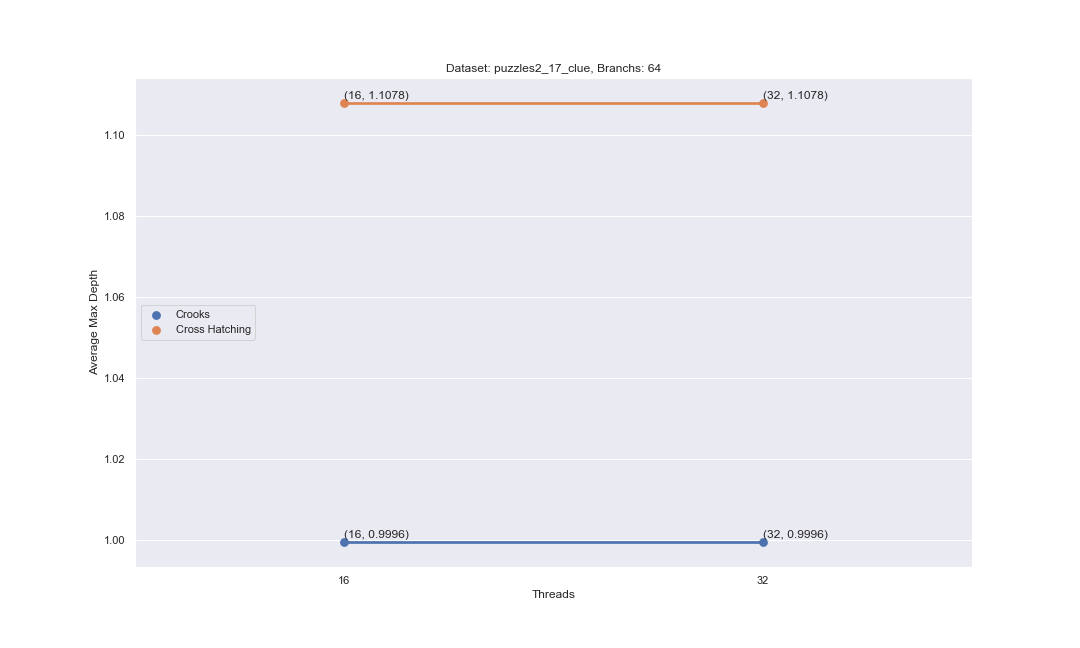 Dataset: puzzles2_17_clue, Branchs: 64
(16, 1.1078)
(32, 1.1078)
1.10
1.08
1.06
1.04
1.02
1.00
Average Max Depth
Crooks
Cross Hatching
(16, 0.9996)
(32, 0.9996)
16
32
Threads